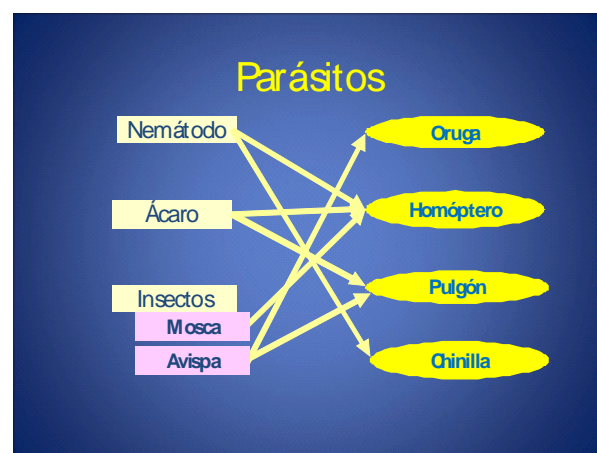 Parásitos
Nemátodo
Oruga
Ácaro
Homóptero
Insectos
Pulgón
Mosca
Avispa
Chinilla